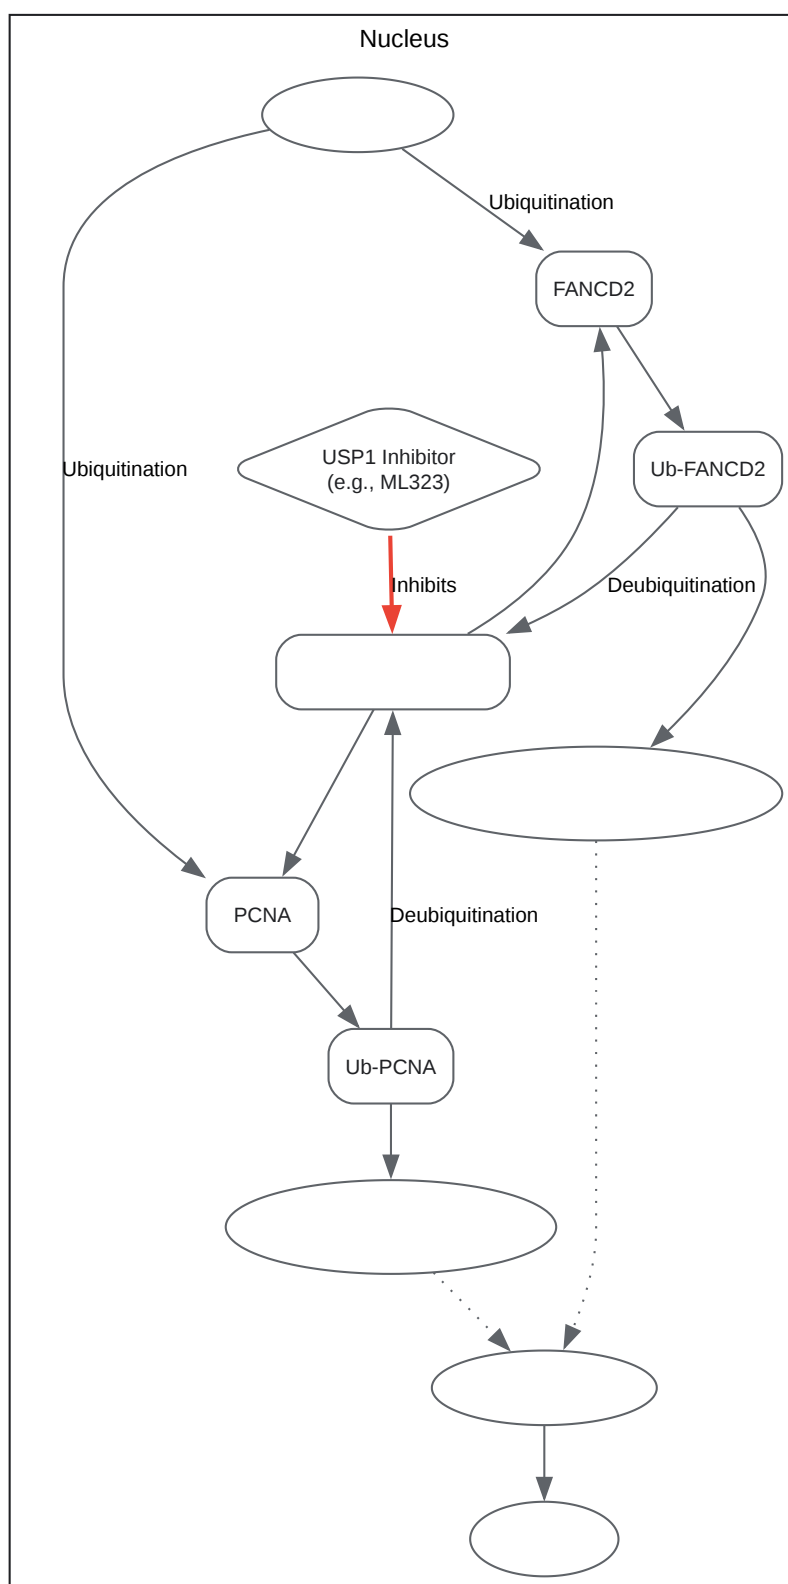 Nucleus
Ubiquitination
FANCD2
Ubiquitination
USP1 Inhibitor
(e.g., ML323)
Ub-FANCD2
Inhibits
Deubiquitination
PCNA
Deubiquitination
Ub-PCNA